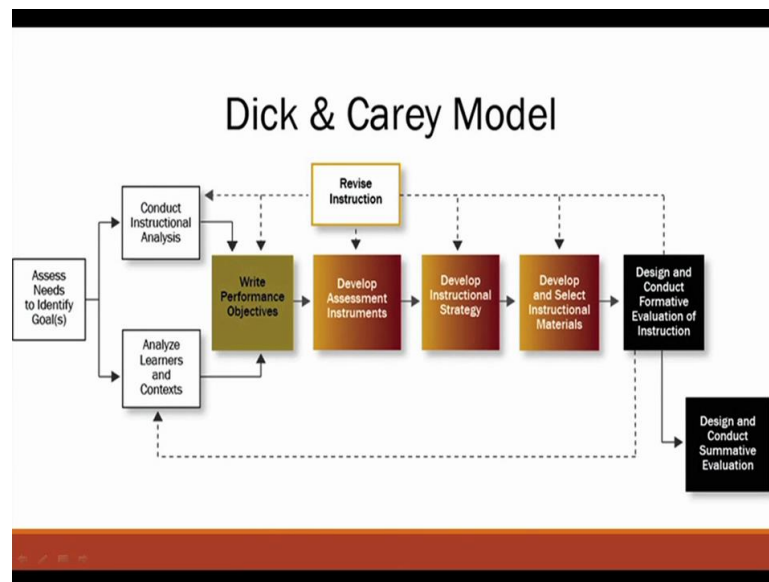 Dick & Carey Model
Revise
Instruction
Conduct
Instructional
Analysis
Assess
Needs
to Identify
Goal(s)
Analyze
Learners
and
Contexts
Write
Performance
Objectives
Develop
Assessment
Instruments
Develop
Instructional
Strategy
Develop
and Select
Instructional
Materials
Design and
Conduct
Formative
Evaluation of
Instruction
Design and
Conduct
Summative
Evaluation